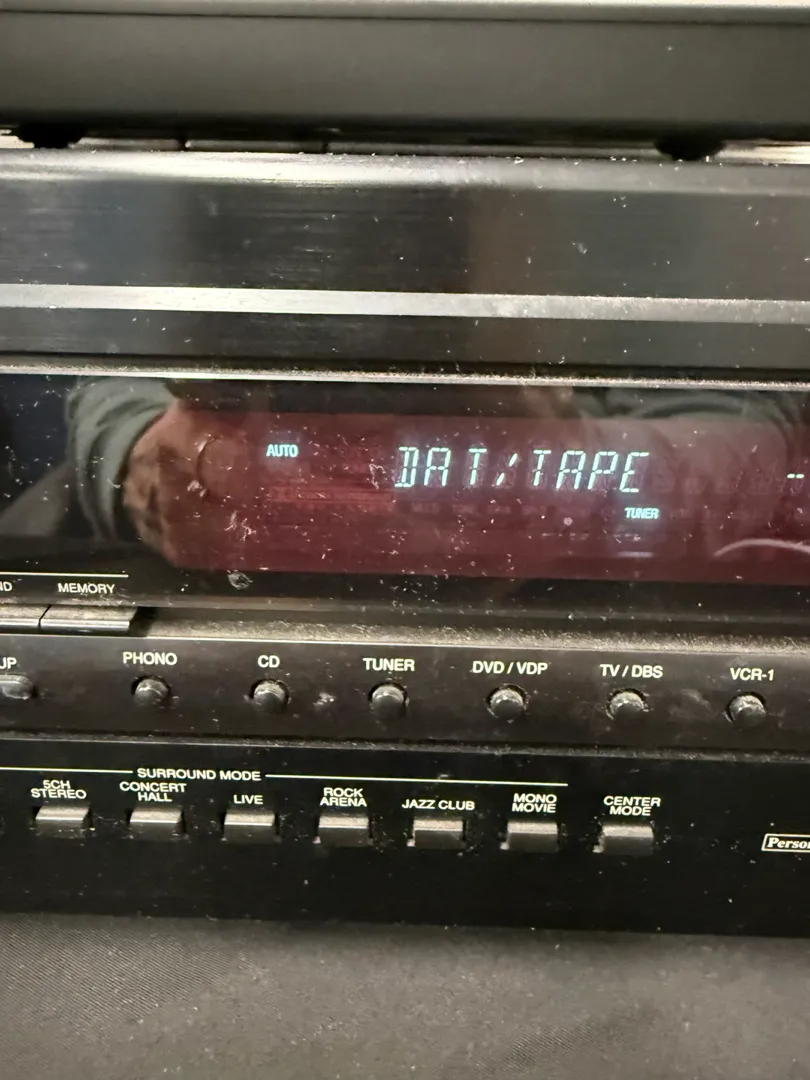 AUTO
DAT/TAPE
TUNER
MEMORY
PHONO
CD
TUNER
DVD / VDP
TV / DBS
VCR-1
SURROUND MODE
5CH
STEREO
CONCERT
HALL
LIVE
ROCK
ARENA
JAZZ CLUB
MONO
MOVIE
CENTER
MODE